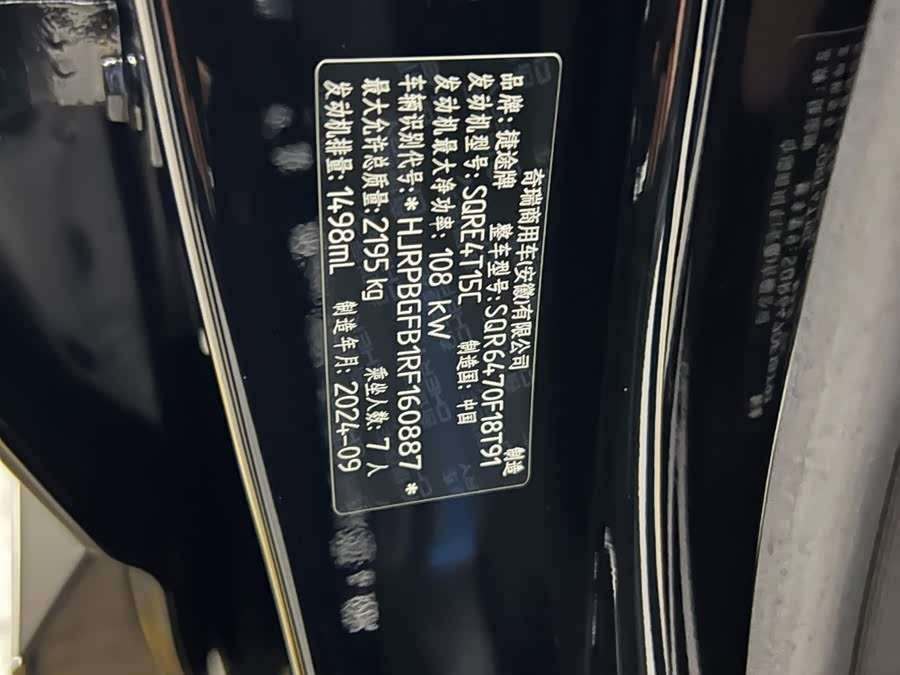 奇瑞商用车(安徽)有限公司 制造
品牌:捷途牌 整车型号:SQR6470F18T91
发动机型号:SQRE4T15C 制造国:中国
发动机最大净功率:108 kW
车辆识别代号:*HJRPBGFB1RF160887*
最大允许总质量:2195 kg 乘坐人数:7 人
发动机排量:1498mL 制造年月:2024-09